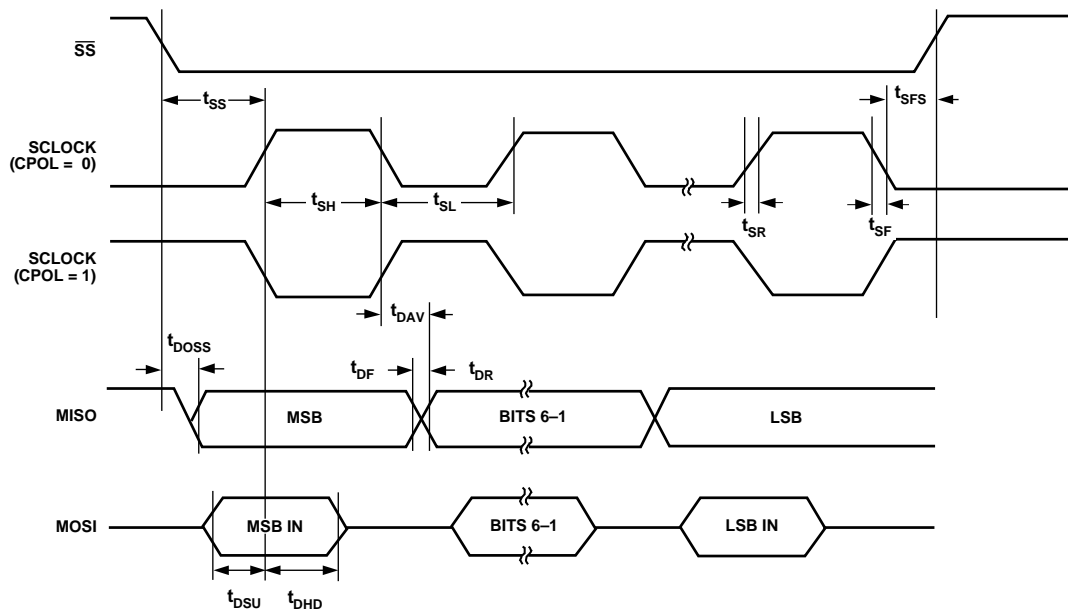 SS
tSS
tSFS
SCLOCK
(CPOL = 0)
tSH
tSL
tSR
tSF
SCLOCK
(CPOL = 1)
tDAV
tDOSS
tDF
tDR
MISO
MSB
BITS 6–1
LSB
MOSI
MSB IN
BITS 6–1
LSB IN
tDSU
tDHD